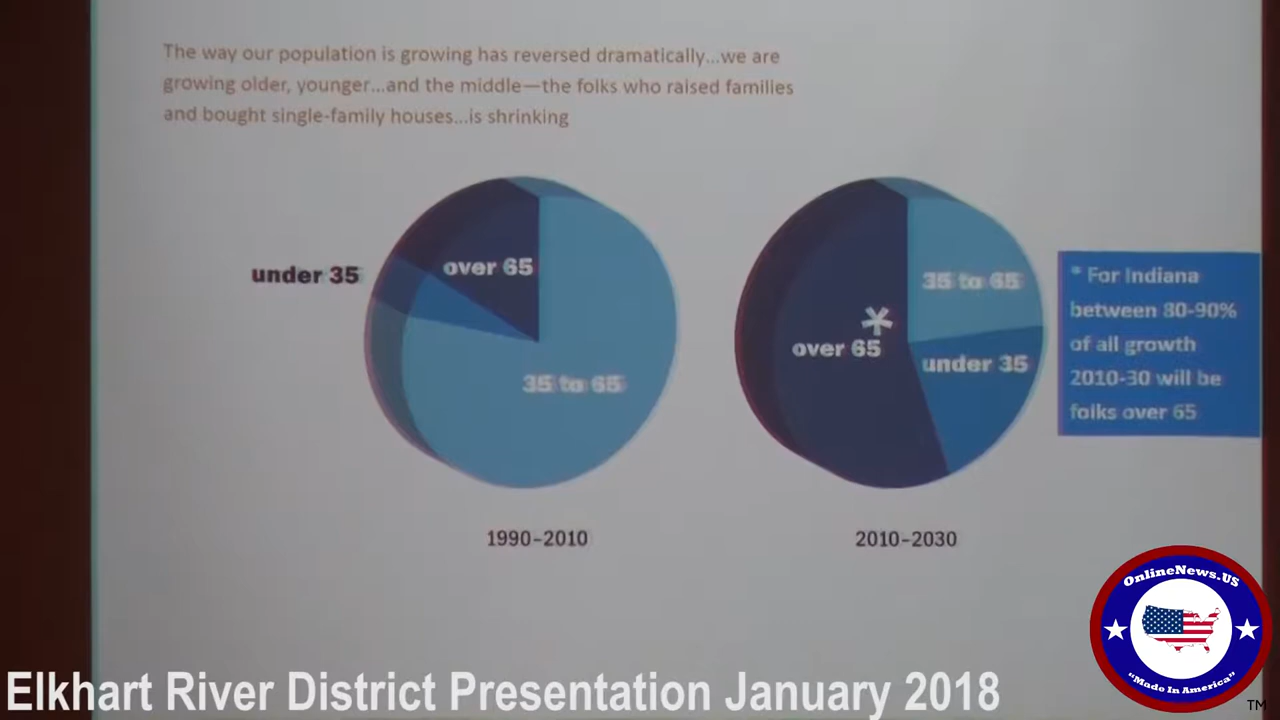 The way our population is growing has reversed dramatically...we are
growing older, younger...and the middle—the folks who raised families
and bought single-family houses...is shrinking
under 35
over 65
35 to 65
1990-2010
35 to 65
over 65
under 35
2010-2030
* For Indiana
between 80-90%
of all growth
2010-30 will be
folks over 65
OnlineNews.US
"Made In America"
TM
Elkhart River District Presentation January 2018